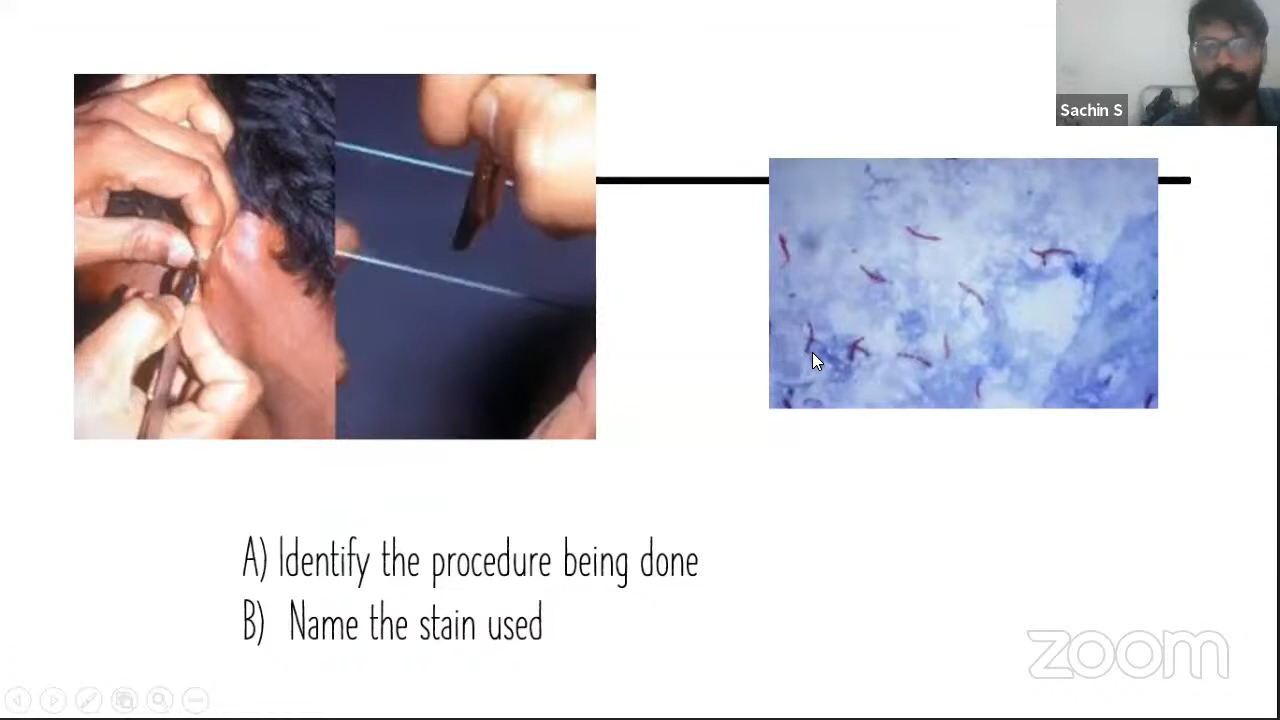 Sachin S
A) Identify the procedure being done
B) Name the stain used
zoom